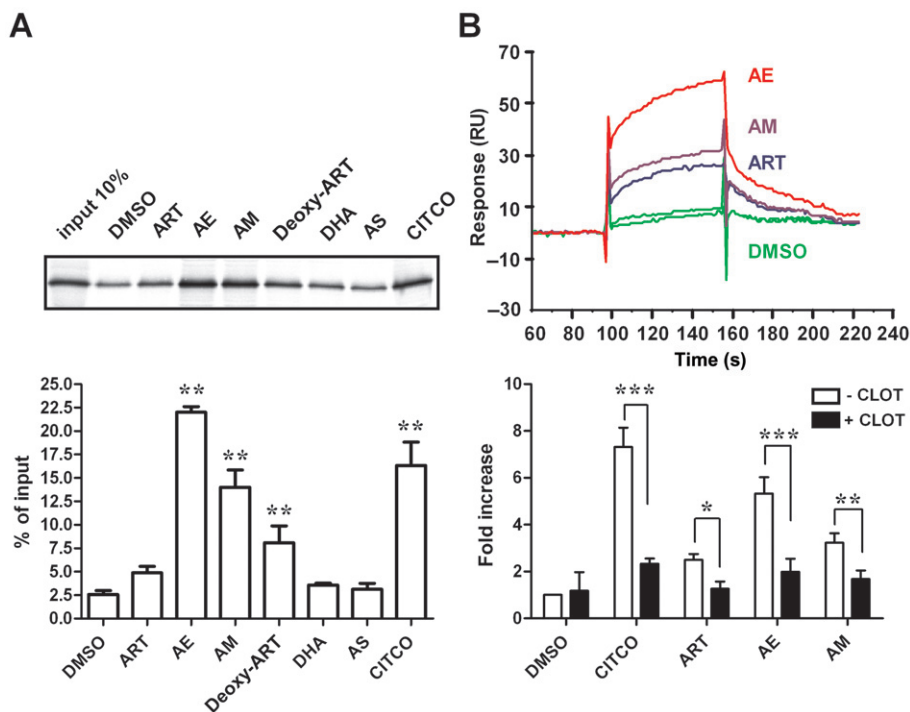 A
input 10%
DMSO
ART
AE
AM
Deoxy-ART
DHA
AS
CITCO
% of input
25.0
22.5
20.0
17.5
15.0
12.5
10.0
7.5
5.0
2.5
0.0
**
**
**
**
DMSO
ART
AE
AM
Deoxy-ART
DHA
AS
CITCO
B
Response (RU)
70
50
30
10
–10
–30
AE
AM
ART
DMSO
60 80 100 120 140 160 180 200 220 240
Time (s)
Fold increase
10
8
6
4
2
0
- CLOT
+ CLOT
***
*
***
**
DMSO
CITCO
ART
AE
AM